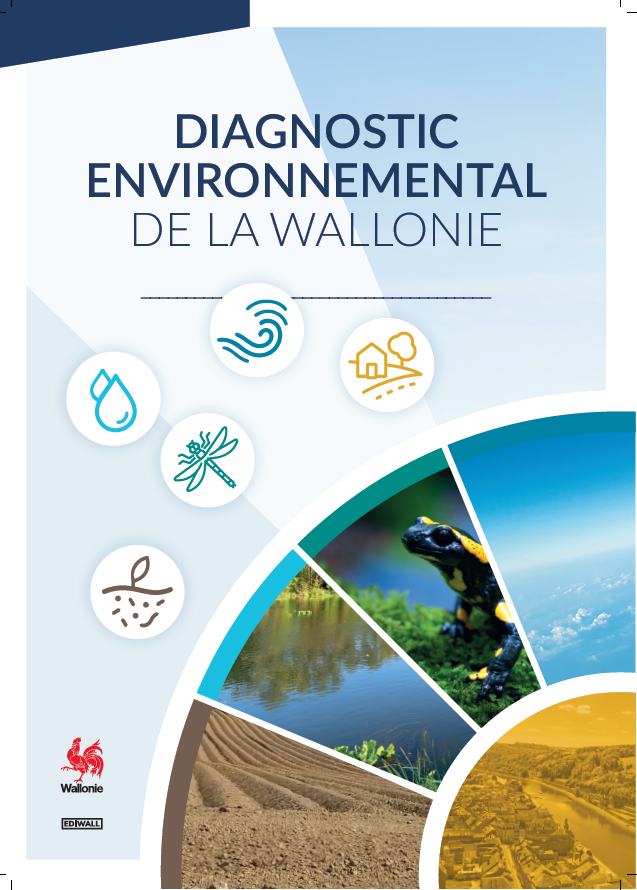 DIAGNOSTIC
ENVIRONNEMENTAL
DE LA WALLONIE
Wallonie
EDIWALL